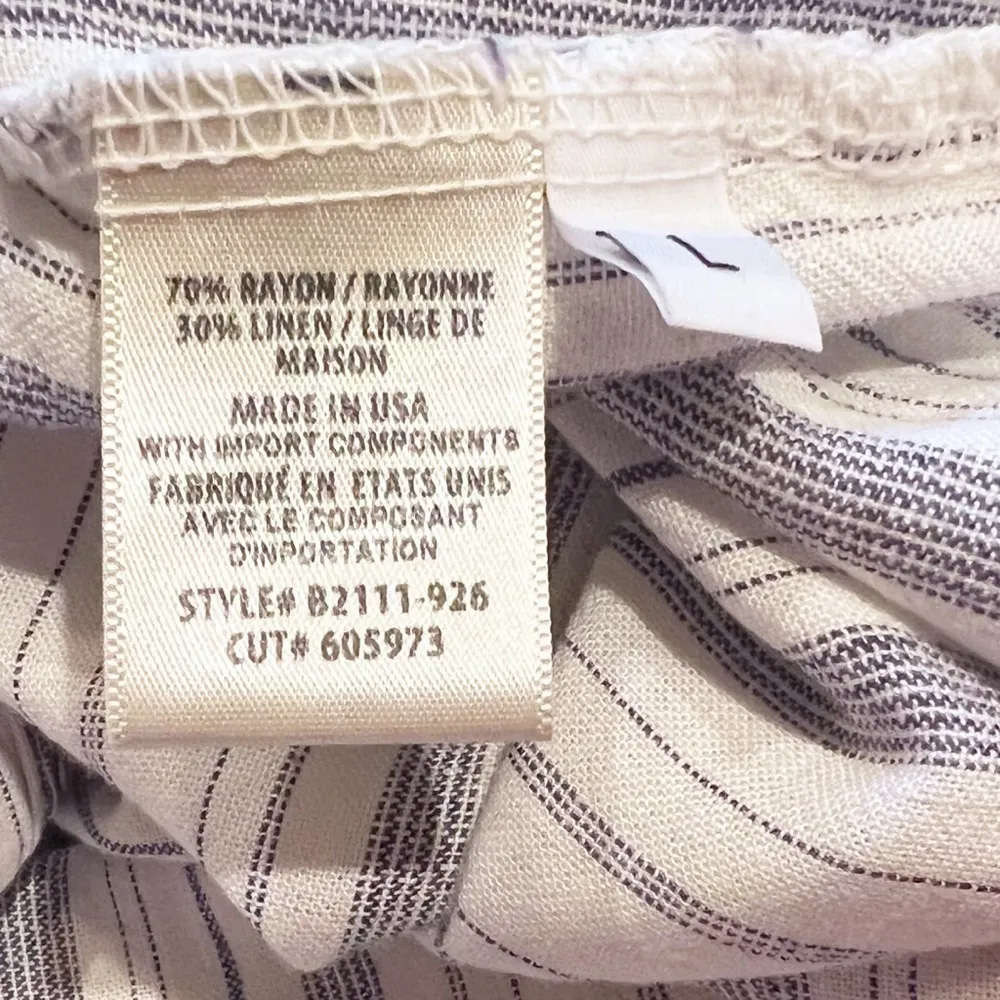 70% RAYON / RAYONNE
30% LINEN / LINGE DE
MAISON
MADE IN USA
WITH IMPORT COMPONENTS
FABRIQUÉ EN ETATS UNIS
AVEC LE COMPOSANT
D'INPORTATION
STYLE# B2111-926
CUT# 605973
L